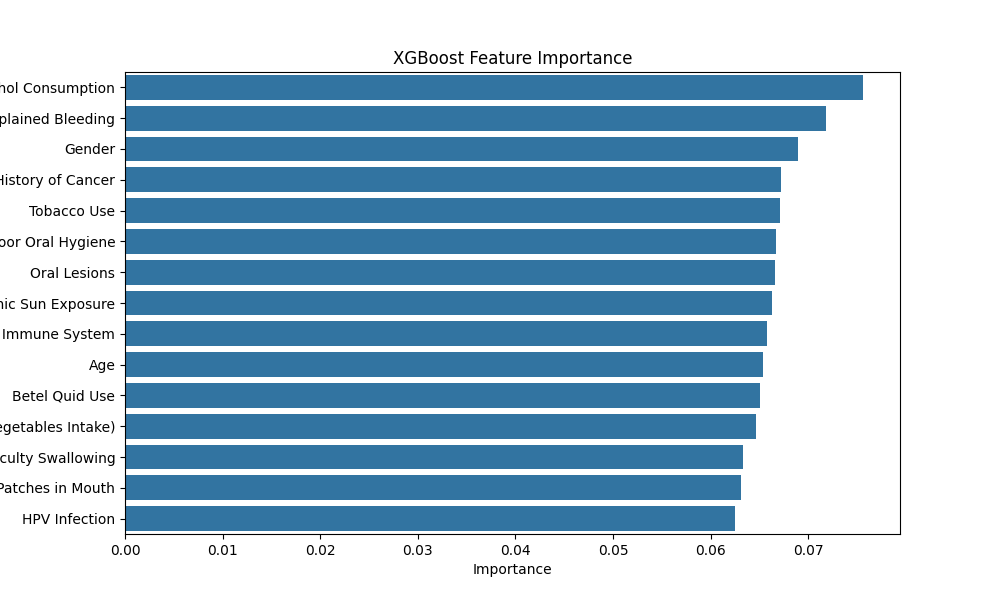 XGBoost Feature Importance
hol Consumption
plained Bleeding
Gender
History of Cancer
Tobacco Use
oor Oral Hygiene
Oral Lesions
nic Sun Exposure
Immune System
Age
Betel Quid Use
egetables Intake)
culty Swallowing
Patches in Mouth
HPV Infection
0.00 0.01 0.02 0.03 0.04 0.05 0.06 0.07
Importance